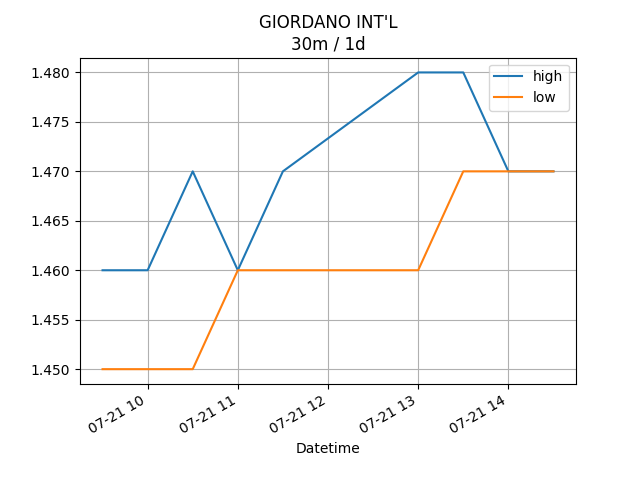 GIORDANO INT'L
30m / 1d
high
low
1.480
1.475
1.470
1.465
1.460
1.455
1.450
07-21 10
07-21 11
07-21 12
07-21 13
07-21 14
Datetime